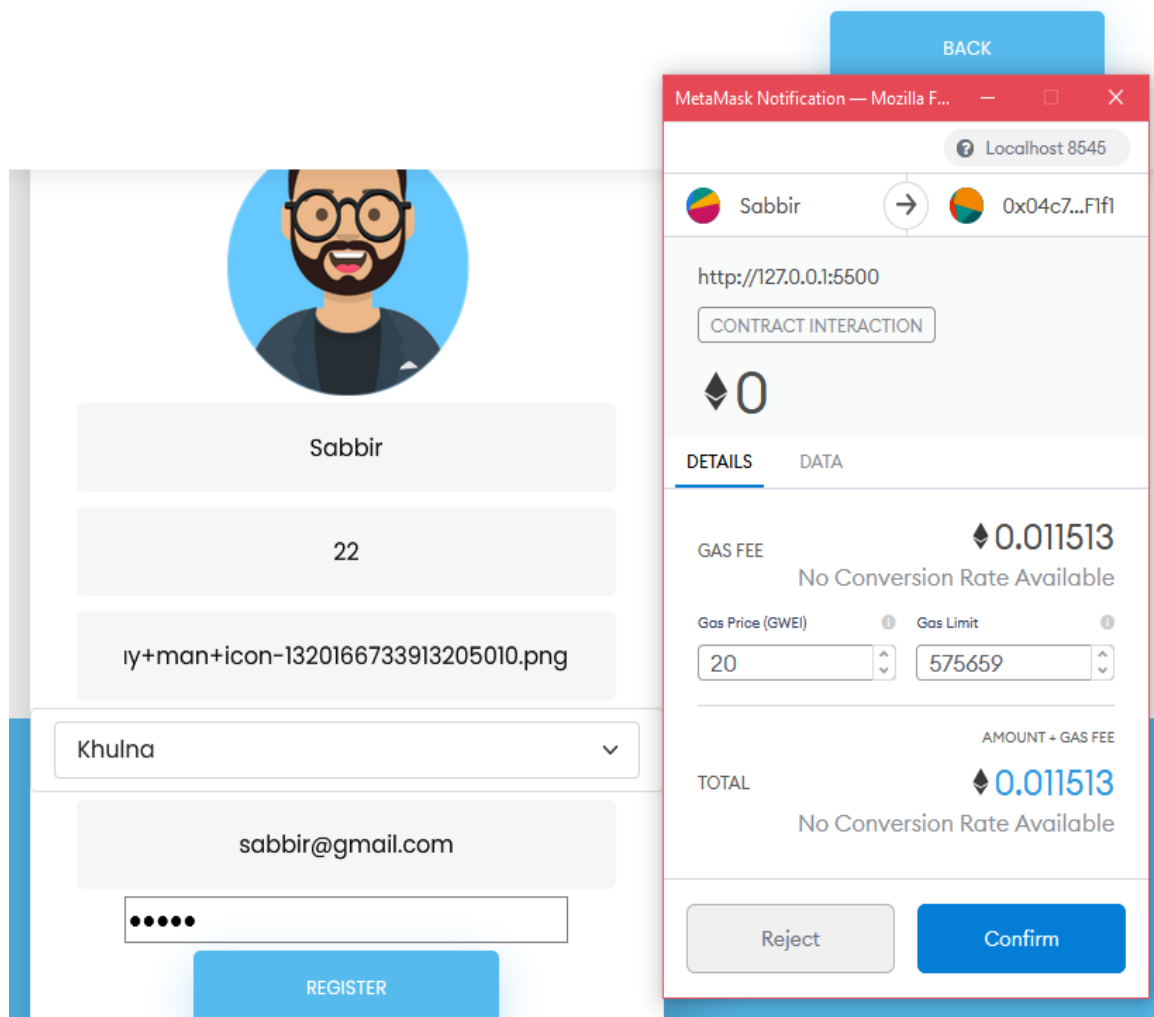 BACK
Sabbir
22
ıy+man+icon-1320166733913205010.png
Khulna
sabbir@gmail.com
•••••
REGISTER
MetaMask Notification — Mozilla F...
Localhost 8545
Sabbir
0x04c7...F1f1
http://127.0.0.1:5500
CONTRACT INTERACTION
0
DETAILS DATA
GAS FEE 0.011513
No Conversion Rate Available
Gas Price (GWEI) Gas Limit
20 575659
AMOUNT + GAS FEE
TOTAL 0.011513
No Conversion Rate Available
Reject Confirm